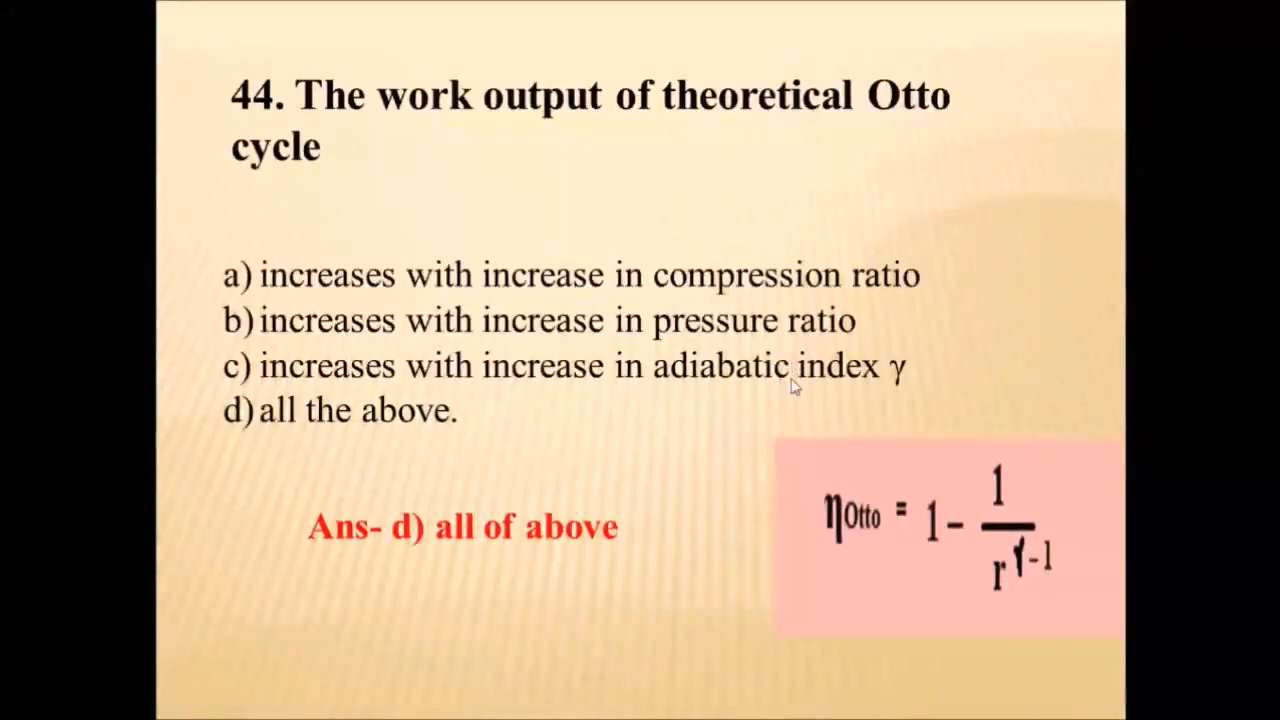 44. The work output of theoretical Otto
cycle
a) increases with increase in compression ratio
b) increases with increase in pressure ratio
c) increases with increase in adiabatic index γ
d) all the above.
Ans- d) all of above
ηOtto = 1 - 1
r γ-1